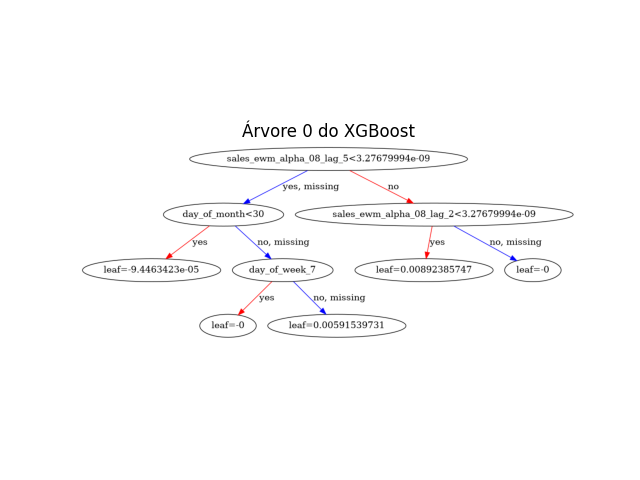 Árvore 0 do XGBoost
sales_ewm_alpha_08_lag_5<3.27679994e-09
yes, missing
no
day_of_month<30
sales_ewm_alpha_08_lag_2<3.27679994e-09
yes
no, missing
yes
no, missing
leaf=-9.4463423e-05
day_of_week_7
leaf=0.00892385747
leaf=-0
yes
no, missing
leaf=-0
leaf=0.00591539731